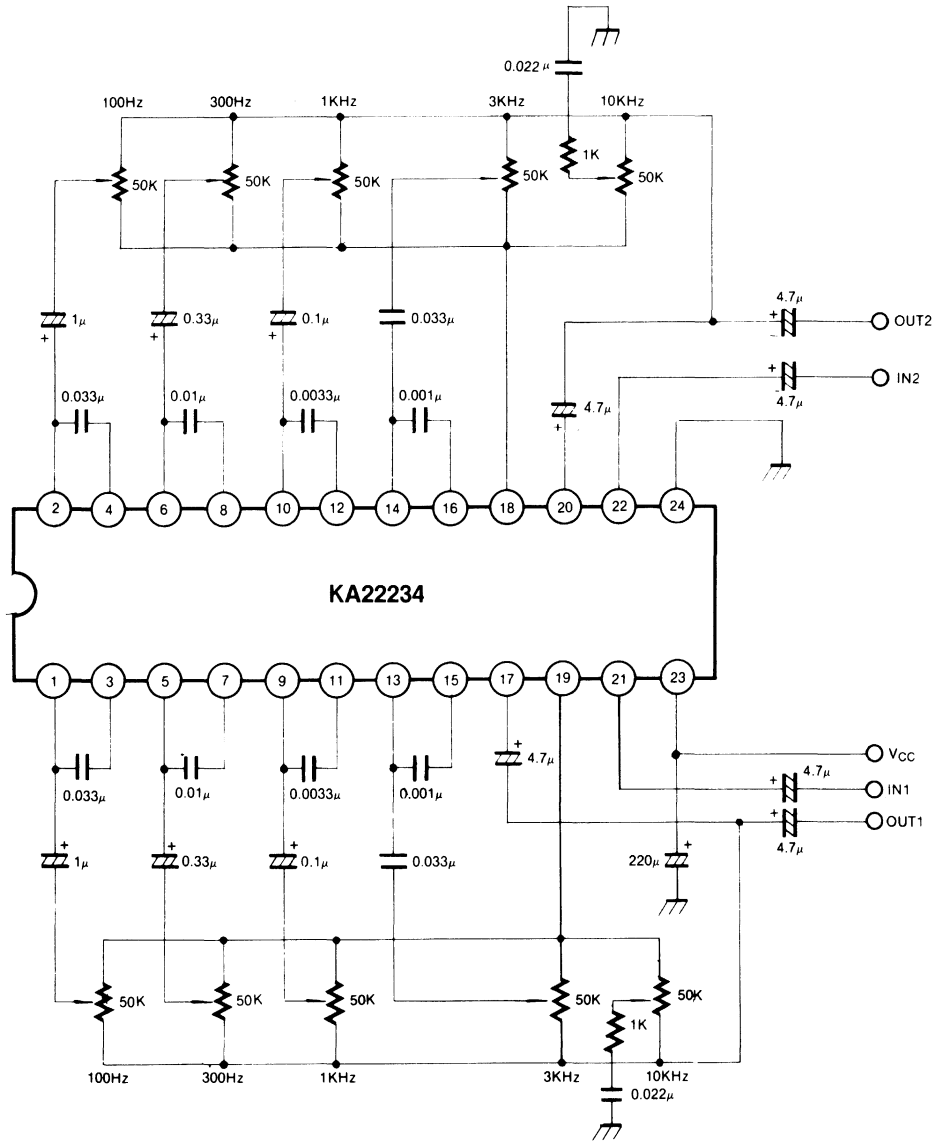 0.022 μ
100Hz 300Hz 1KHz 3KHz 10KHz
1K
50K 50K 50K 50K 50K
4.7μ
1μ 0.33μ 0.1μ 0.033μ + OUT2
+ + +
+ IN2
0.033μ 0.01μ 0.0033μ 0.001μ 4.7μ 4.7μ
+
2 4 6 8 10 12 14 16 18 20 22 24
KA22234
1 3 5 7 9 11 13 15 17 19 21 23
+
4.7μ VCC
0.033μ 0.01μ 0.0033μ 0.001μ 4.7μ
+ IN1
+ OUT1
+ + + + 4.7μ
1μ 0.33μ 0.1μ 0.033μ 220μ
50K 50K 50K 50K 50K
1K
100Hz 300Hz 1KHz 3KHz 10KHz
0.022μ